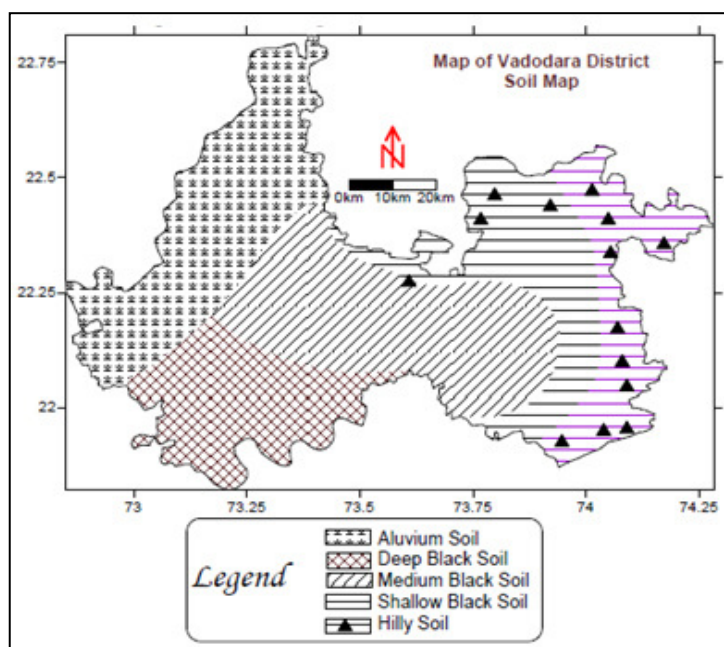 Map of Vadodara District
Soil Map
22.75
22.5
22.25
22
N
0km 10km 20km
73 73.25 73.5 73.75 74 74.25
Legend
Aluvium Soil
Deep Black Soil
Medium Black Soil
Shallow Black Soil
Hilly Soil